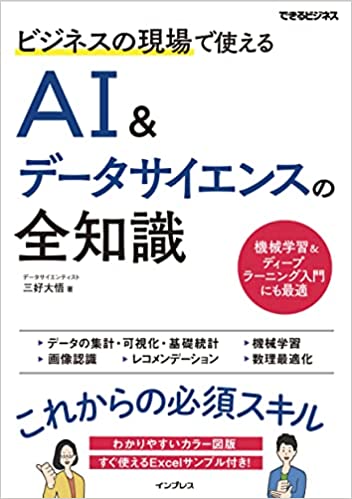 できるビジネス
ビジネスの現場で使える
AI&
データサイエンスの
全知識
データサイエンティスト
三好大悟 著
機械学習&
ディープ
ラーニング入門
にも最適
▶データの集計・可視化・基礎統計 ▶機械学習
▶画像認識 ▶レコメンデーション ▶数理最適化
これからの必須スキル
わかりやすいカラー図版
すぐ使えるExcelサンプル付き!
インプレス